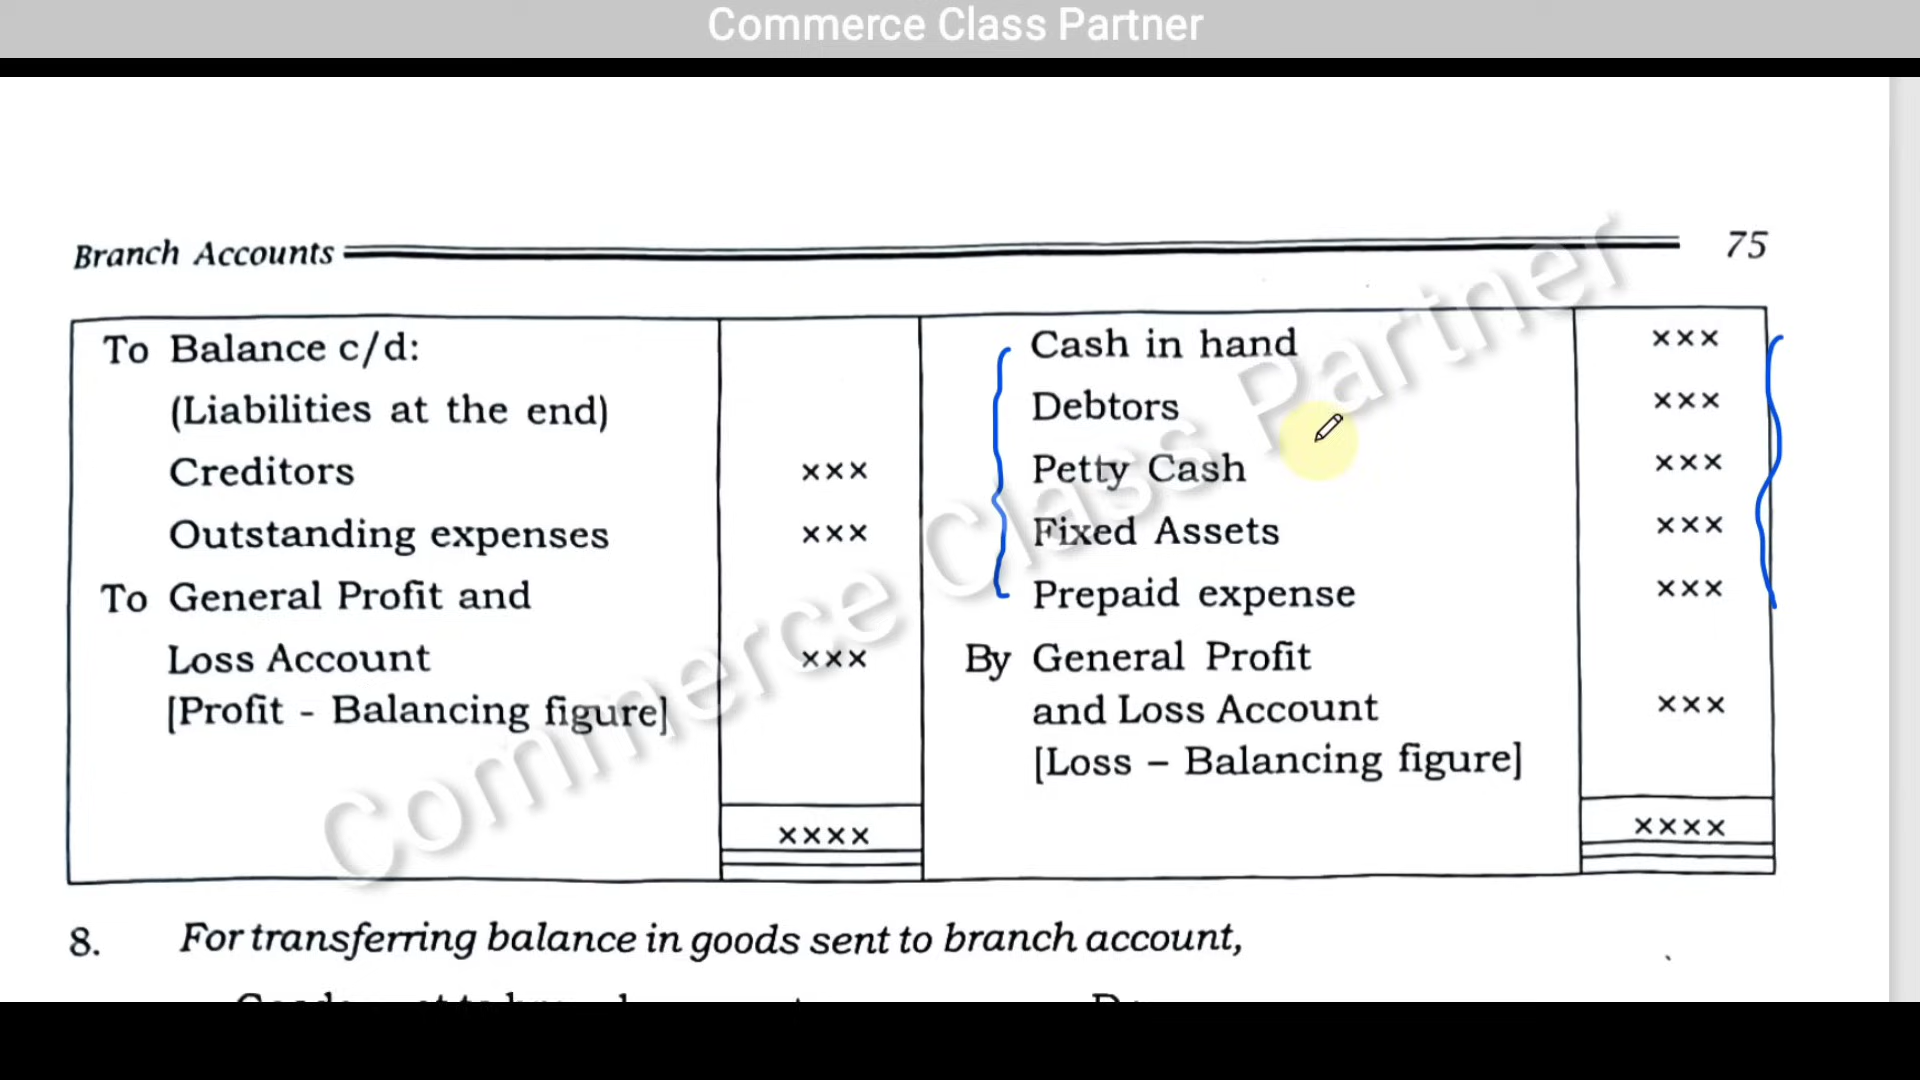 Commerce Class Partner
Branch Accounts 75
To Balance c/d:
(Liabilities at the end)
Creditors ×××
Outstanding expenses ×××
To General Profit and
Loss Account ×××
[Profit - Balancing figure]
××××
Cash in hand ×××
Debtors ×××
Petty Cash ×××
Fixed Assets ×××
Prepaid expense ×××
By General Profit
and Loss Account ×××
[Loss – Balancing figure]
××××
8. For transferring balance in goods sent to branch account,
Commerce Class Partner